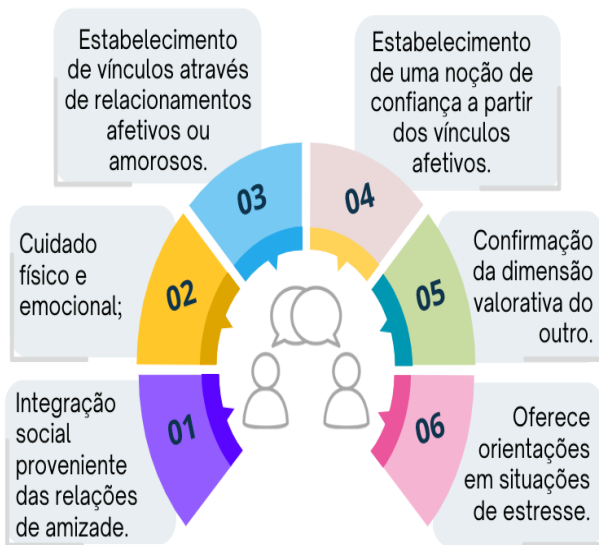 01
Integração
social
proveniente
das relações
de amizade.
02
Cuidado
físico e
emocional;
03
Estabelecimento
de vínculos através
de relacionamentos
afetivos ou
amorosos.
04
Estabelecimento
de uma noção de
confiança a partir
dos vínculos
afetivos.
05
Confirmação
da dimensão
valorativa do
outro.
06
Oferece
orientações
em situações
de estresse.